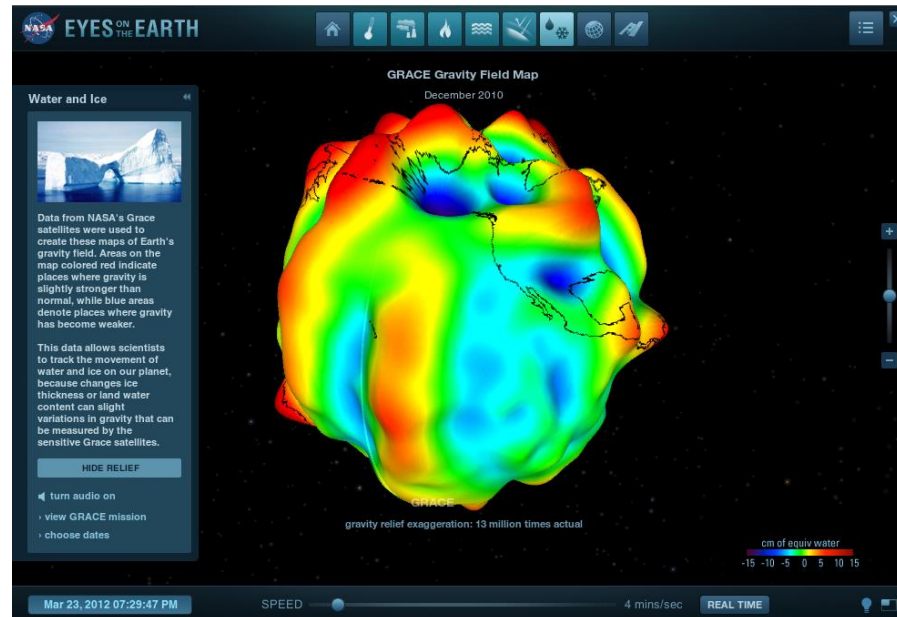 NASA EYES ON THE EARTH
GRACE Gravity Field Map
December 2010
Water and Ice
Data from NASA's Grace
satellites were used to
create these maps of Earth's
gravity field. Areas on the
map colored red indicate
places where gravity is
slightly stronger than
normal, while blue areas
denote places where gravity
has become weaker.
This data allows scientists
to track the movement of
water and ice on our planet,
because changes ice
thickness or land water
content can slight
variations in gravity that can
be measured by the
sensitive Grace satellites.
HIDE RELIEF
turn audio on
› view GRACE mission
› choose dates
GRACE
gravity relief exaggeration: 13 million times actual
cm of equiv water
-15 -10 -5 0 5 10 15
Mar 23, 2012 07:29:47 PM
SPEED
4 mins/sec
REAL TIME